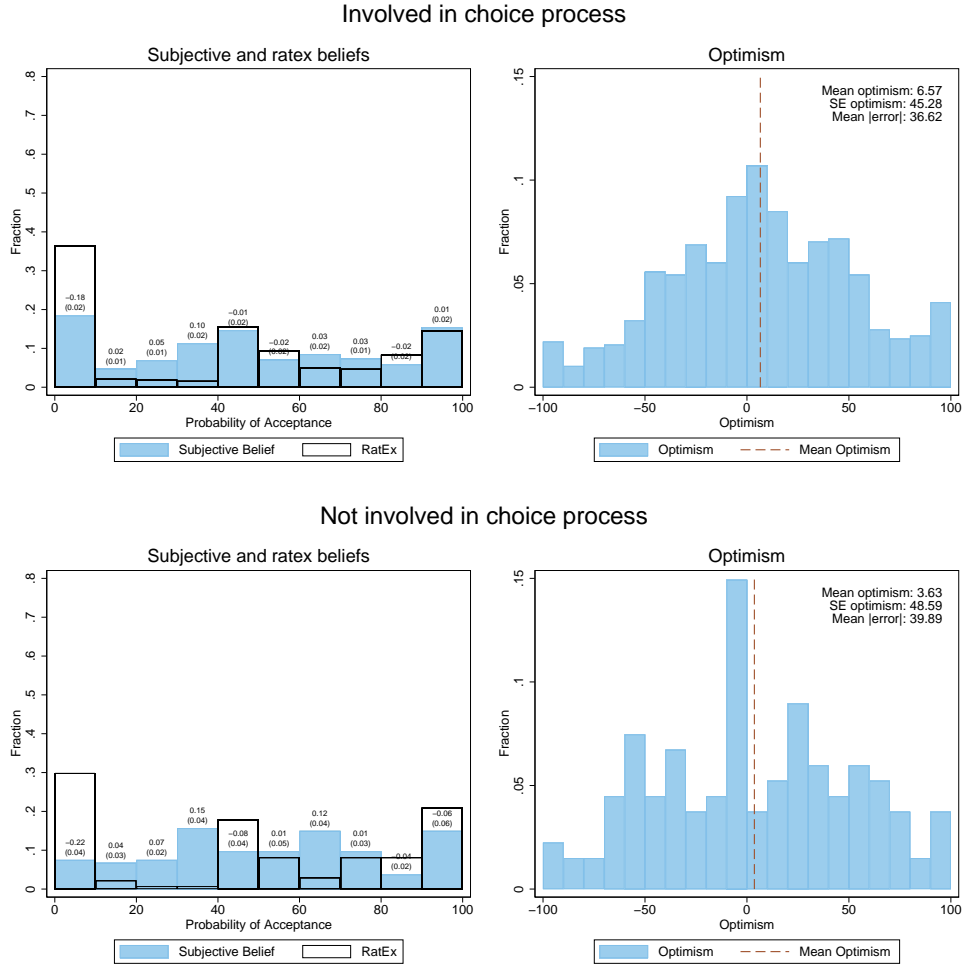 Involved in choice process
Subjective and ratex beliefs
Fraction
.8
.7
.6
.5
.4
.3
.2
.1
0
−0.18
(0.02)
0.02
(0.01)
0.05
(0.01)
0.10
(0.02)
−0.01
(0.02)
−0.02
(0.02)
0.03
(0.02)
0.03
(0.01)
−0.02
(0.02)
0.01
(0.02)
0 20 40 60 80 100
Probability of Acceptance
Subjective Belief RatEx
Optimism
Mean optimism: 6.57
SE optimism: 45.28
Mean |error|: 36.62
Fraction
.15
.1
.05
0
−100 −50 0 50 100
Optimism
Optimism Mean Optimism
Not involved in choice process
Subjective and ratex beliefs
Fraction
.8
.7
.6
.5
.4
.3
.2
.1
0
−0.22
(0.04)
0.04
(0.03)
0.07
(0.02)
0.15
(0.04)
−0.08
(0.04)
0.01
(0.05)
0.12
(0.04)
0.01
(0.03)
−0.04
(0.02)
−0.06
(0.06)
0 20 40 60 80 100
Probability of Acceptance
Subjective Belief RatEx
Optimism
Mean optimism: 3.63
SE optimism: 48.59
Mean |error|: 39.89
Fraction
.15
.1
.05
0
−100 −50 0 50 100
Optimism
Optimism Mean Optimism